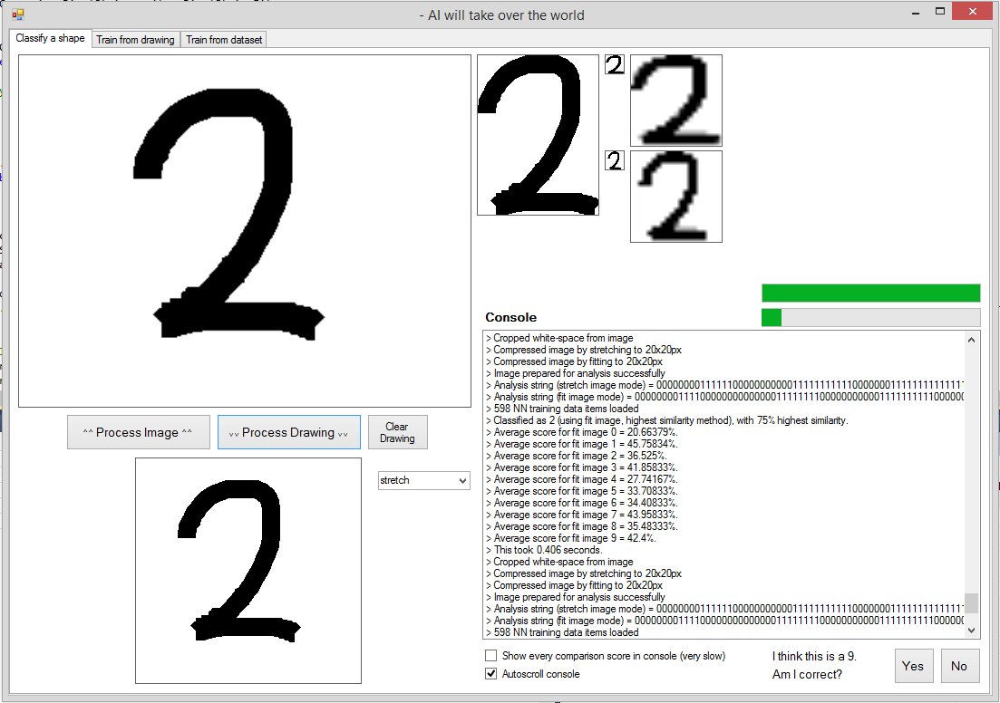 - AI will take over the world
Classify a shape
Train from drawing
Train from dataset
2
2
2
2
2
2
Console
> Cropped white-space from image
> Compressed image by stretching to 20x20px
> Compressed image by fitting to 20x20px
> Image prepared for analysis successfully
> Analysis string (stretch image mode) =
> Analysis string (fit image mode) =
> 598 NN training data items loaded
> Classified as 2 (using fit image, highest similarity method), with 75% highest similarity.
> Average score for fit image 0 = 20.66379%.
> Average score for fit image 1 = 45.75834%.
> Average score for fit image 2 = 36.525%.
> Average score for fit image 3 = 41.85833%.
> Average score for fit image 4 = 27.74167%.
> Average score for fit image 5 = 33.70833%.
> Average score for fit image 6 = 34.40833%.
> Average score for fit image 7 = 43.95833%.
> Average score for fit image 8 = 35.48333%.
> Average score for fit image 9 = 42.4%.
> This took 0.406 seconds.
> Cropped white-space from image
> Compressed image by stretching to 20x20px
> Compressed image by fitting to 20x20px
> Image prepared for analysis successfully
> Analysis string (stretch image mode) =
> Analysis string (fit image mode) =
> 598 NN training data items loaded
^^ Process Image ^^
vv Process Drawing vv
Clear
Drawing
stretch
2
Show every comparison score in console (very slow)
Autoscroll console
I think this is a 9.
Am I correct?
Yes
No